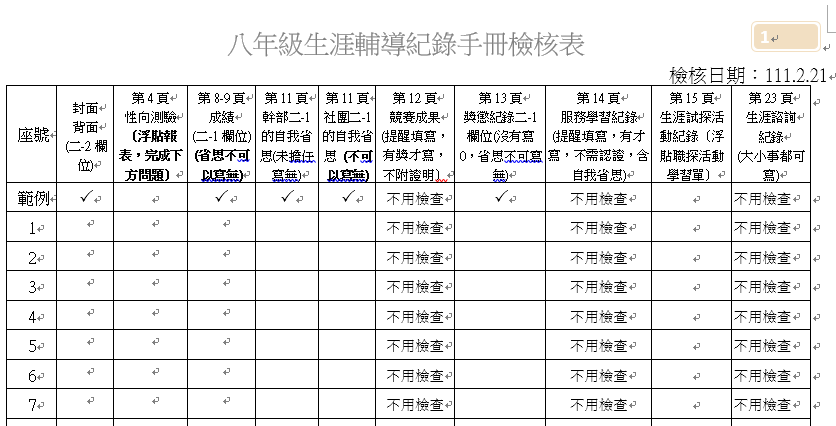 八年級生涯輔導紀錄手冊檢核表
1
檢核日期：111.2.21
座號
封面
背面
(二-2 欄
位)
第 4 頁
性向測驗
〔浮貼報
表，完成下
方問題〕
第 8-9 頁
成績
(二-1 欄位)
(省思不可
以寫無)
第 11 頁
幹部二-1
的自我省
思(未擔任
寫無)
第 11 頁
社團二-1
的自我省
思 (不可
以寫無)
第 12 頁
競賽成果
(提醒填寫，
有獎才寫，
不附證明〕
第 13 頁
獎懲紀錄二-1
欄位(沒有寫
0，省思不可寫
無)
第 14 頁
服務學習紀錄
(提醒填寫，有才
寫，不需認證，含
自我省思)
第 15 頁
生涯試探活
動紀錄〔浮
貼職探活動
學習單〕
第 23 頁
生涯諮詢
紀錄
(大小事都可
寫)
範例 ✓ ✓ ✓ ✓ 不用檢查 ✓ 不用檢查 不用檢查
1 不用檢查 不用檢查 不用檢查
2 不用檢查 不用檢查 不用檢查
3 不用檢查 不用檢查 不用檢查
4 不用檢查 不用檢查 不用檢查
5 不用檢查 不用檢查 不用檢查
6 不用檢查 不用檢查 不用檢查
7 不用檢查 不用檢查 不用檢查